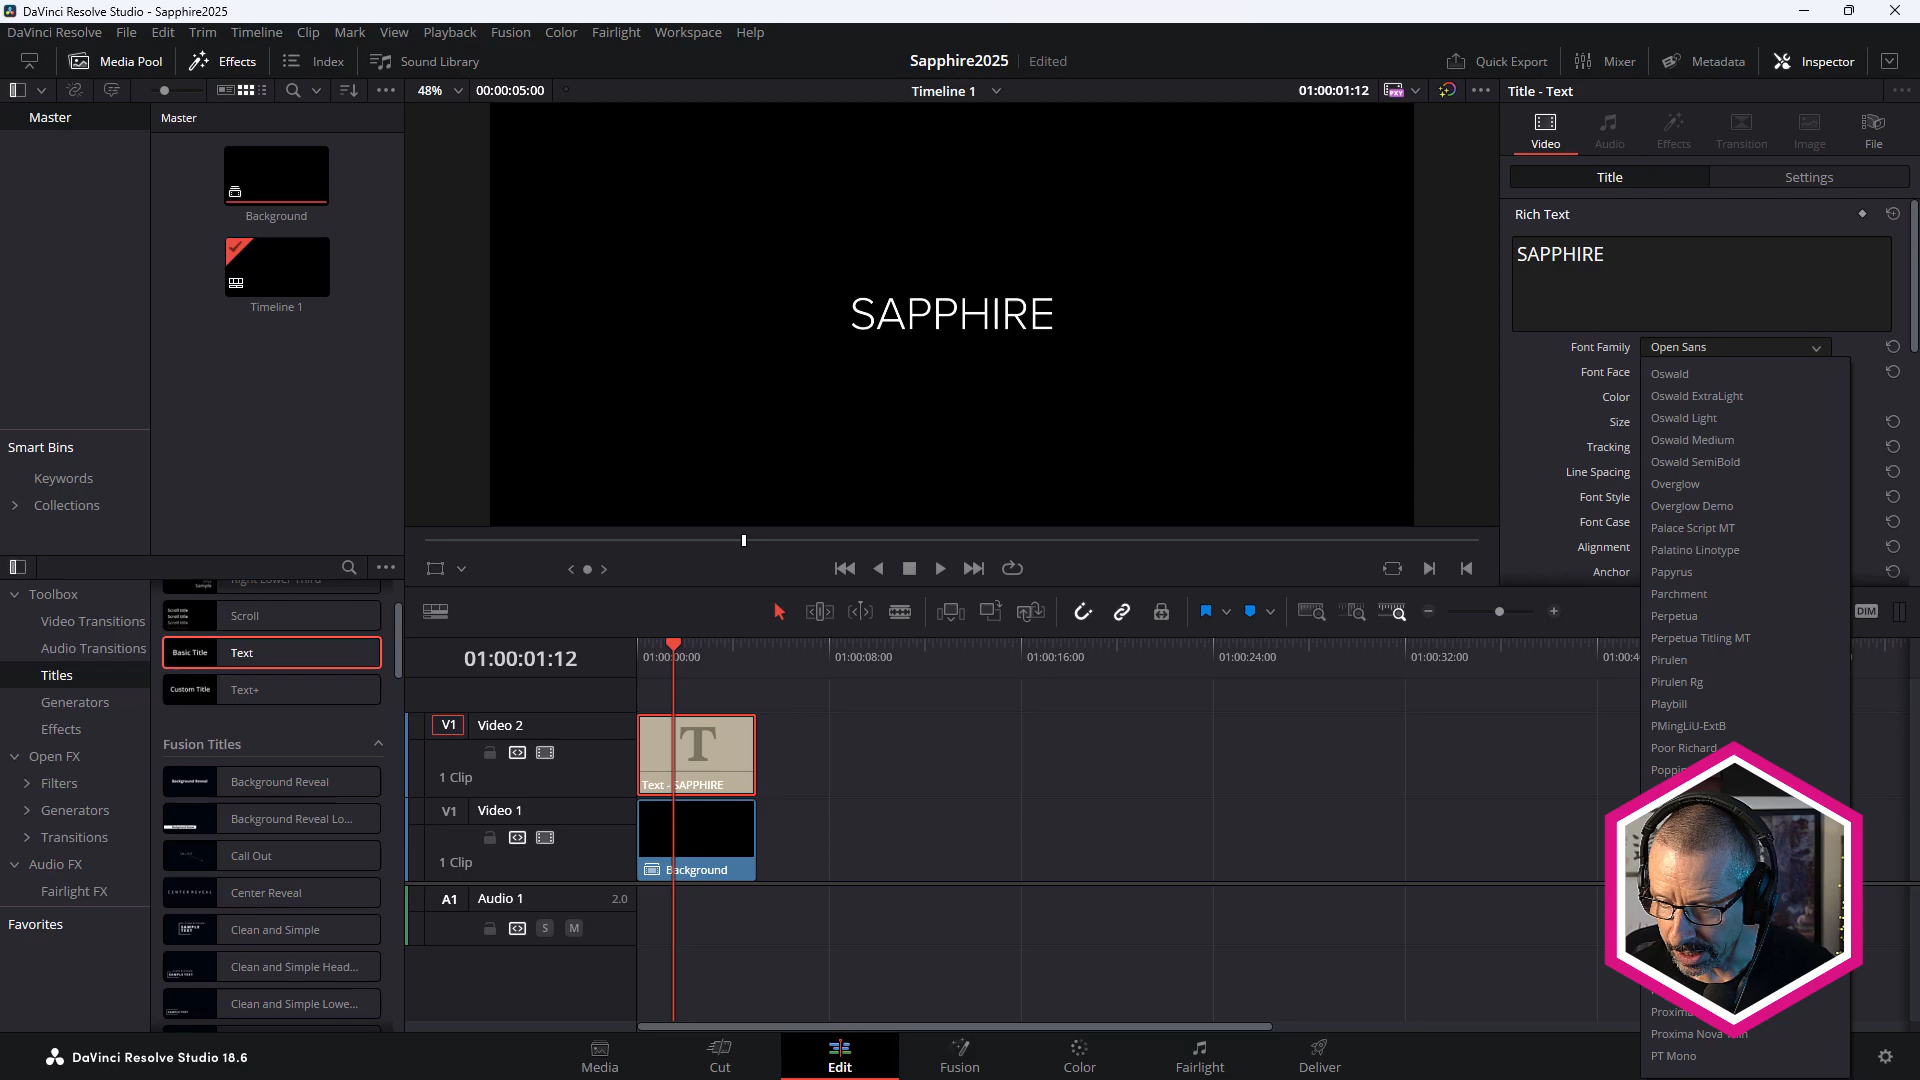 DaVinci Resolve Studio - Sapphire2025
DaVinci Resolve File Edit Trim Timeline Clip Mark View Playback Fusion Color Fairlight Workspace Help
Media Pool Effects Index Sound Library Sapphire2025 Edited Quick Export Mixer Metadata Inspector
48% 00:00:05:00 Timeline 1 01:00:01:12 PXY Title - Text
Master
Master
Background
Timeline 1
Smart Bins
Keywords
Collections
SAPPHIRE
Video Audio Effects Transition Image File
Title Settings
Rich Text
SAPPHIRE
Font Family Open Sans
Font Face
Color
Size
Tracking
Line Spacing
Font Style
Font Case
Alignment
Anchor
Oswald
Oswald ExtraLight
Oswald Light
Oswald Medium
Oswald SemiBold
Overglow
Overglow Demo
Palace Script MT
Palatino Linotype
Papyrus
Parchment
Perpetua
Perpetua Titling MT
Pirulen
Pirulen Rg
Playbill
PMingLiU-ExtB
Poor Richard
Proxima Nova
PT Mono
DIM
Toolbox
Video Transitions
Audio Transitions
Titles
Generators
Effects
Open FX
Filters
Generators
Transitions
Audio FX
Fairlight FX
Favorites
Right Lower Third
Scroll
Basic Title Text
Custom Title Text+
Fusion Titles
Background Reveal
Background Reveal Lo...
Call Out
Center Reveal
Clean and Simple
Clean and Simple Head...
Clean and Simple Lowe...
01:00:01:12
01:00:00:00 01:00:08:00 01:00:16:00 01:00:24:00 01:00:32:00
V1 Video 2
1 Clip
T
Text - SAPPHIRE
V1 Video 1
1 Clip
Background
A1 Audio 1 2.0
S M
DaVinci Resolve Studio 18.6
Media Cut Edit Fusion Color Fairlight Deliver